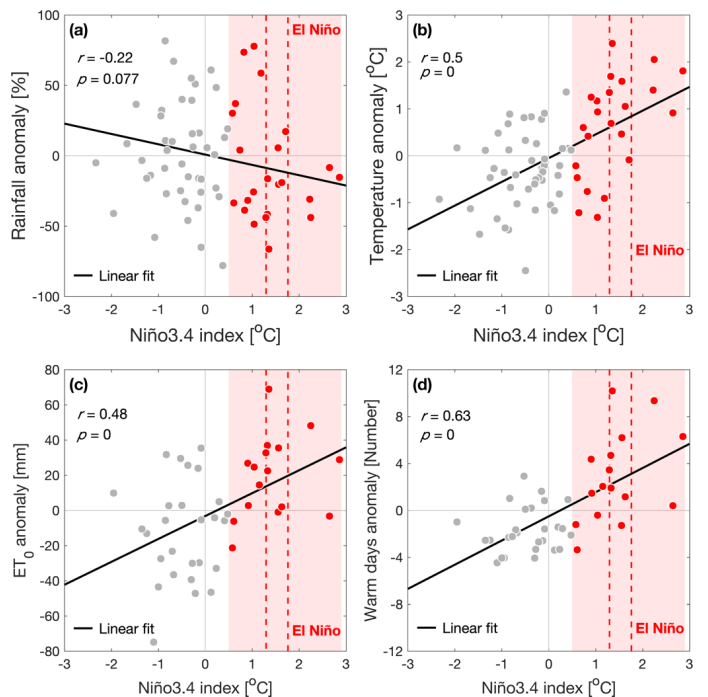 (a)
El Niño
r = -0.22
p = 0.077
Rainfall anomaly [%]
100
50
0
-50
-100
Linear fit
-3
-2
-1
0
1
2
3
Niño3.4 index [°C]
(b)
r = 0.5
p = 0
Temperature anomaly [°C]
3
2
1
0
-1
-2
-3
El Niño
Linear fit
-3
-2
-1
0
1
2
3
Niño3.4 index [°C]
(c)
r = 0.48
p = 0
ET0 anomaly [mm]
80
60
40
20
0
-20
-40
-60
-80
El Niño
Linear fit
-3
-2
-1
0
1
2
3
Niño3.4 index [°C]
(d)
r = 0.63
p = 0
Warm days anomaly [Number]
12
8
4
0
-4
-8
-12
El Niño
Linear fit
-3
-2
-1
0
1
2
3
Niño3.4 index [°C]